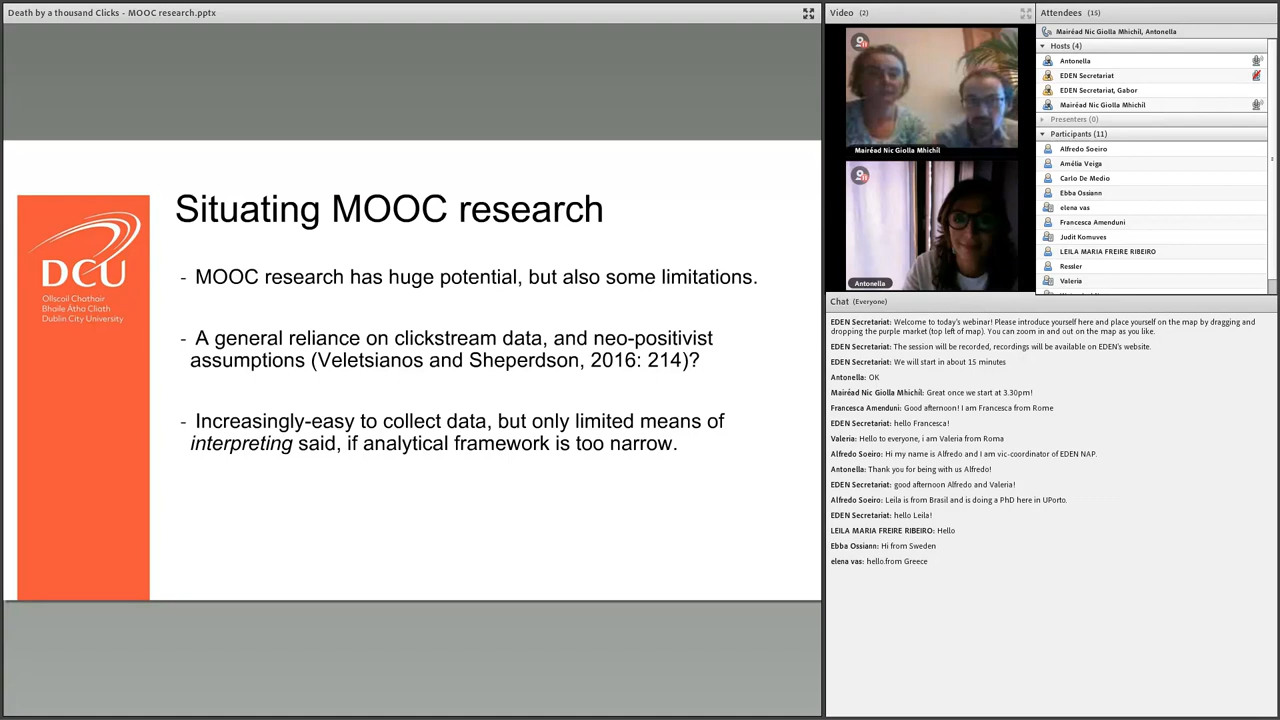 Death by a thousand Clicks - MOOC research.pptx
DCU
Ollscoil Chathair
Bhaile Átha Cliath
Dublin City University
Situating MOOC research
- MOOC research has huge potential, but also some limitations.
- A general reliance on clickstream data, and neo-positivist
assumptions (Veletsianos and Sheperdson, 2016: 214)?
- Increasingly-easy to collect data, but only limited means of
interpreting said, if analytical framework is too narrow.
Video (2)
Mairéad Nic Giolla Mhichíl
Antonella
Attendees (15)
Mairéad Nic Giolla Mhichíl, Antonella
Hosts (4)
Antonella
EDEN Secretariat
EDEN Secretariat, Gabor
Mairéad Nic Giolla Mhichíl
Presenters (0)
Participants (11)
Alfredo Soeiro
Amélia Veiga
Carlo De Medio
Ebba Ossiann
elena vas
Francesca Amenduni
Judit Komuves
LEILA MARIA FREIRE RIBEIRO
Ressler
Valeria
Chat (Everyone)
EDEN Secretariat: Welcome to today's webinar! Please introduce yourself here and place yourself on the map by dragging and
dropping the purple market (top left of map). You can zoom in and out on the map as you like.
EDEN Secretariat: The session will be recorded, recordings will be available on EDEN's website.
EDEN Secretariat: We will start in about 15 minutes
Antonella: OK
Mairéad Nic Giolla Mhichíl: Great once we start at 3.30pm!
Francesca Amenduni: Good afternoon! I am Francesca from Rome
EDEN Secretariat: hello Francesca!
Valeria: Hello to everyone, i am Valeria from Roma
Alfredo Soeiro: Hi my name is Alfredo and I am vic-coordinator of EDEN NAP.
Antonella: Thank you for being with us Alfredo!
EDEN Secretariat: good afternoon Alfredo and Valeria!
Alfredo Soeiro: Leila is from Brasil and is doing a PhD here in UPorto.
EDEN Secretariat: hello Leila!
LEILA MARIA FREIRE RIBEIRO: Hello
Ebba Ossiann: Hi from Sweden
elena vas: hello.from Greece